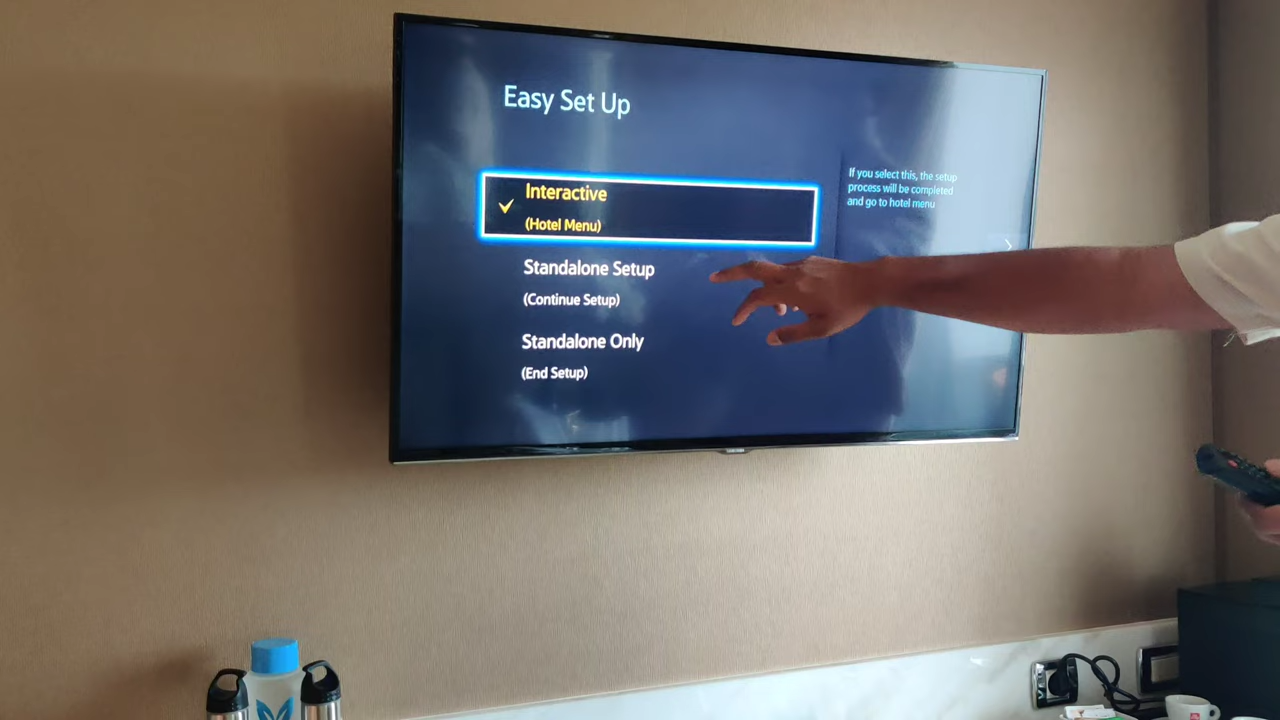 Easy Set Up
Interactive
(Hotel Menu)
Standalone Setup
(Continue Setup)
Standalone Only
(End Setup)
If you select this, the setup
process will be completed
and go to hotel menu